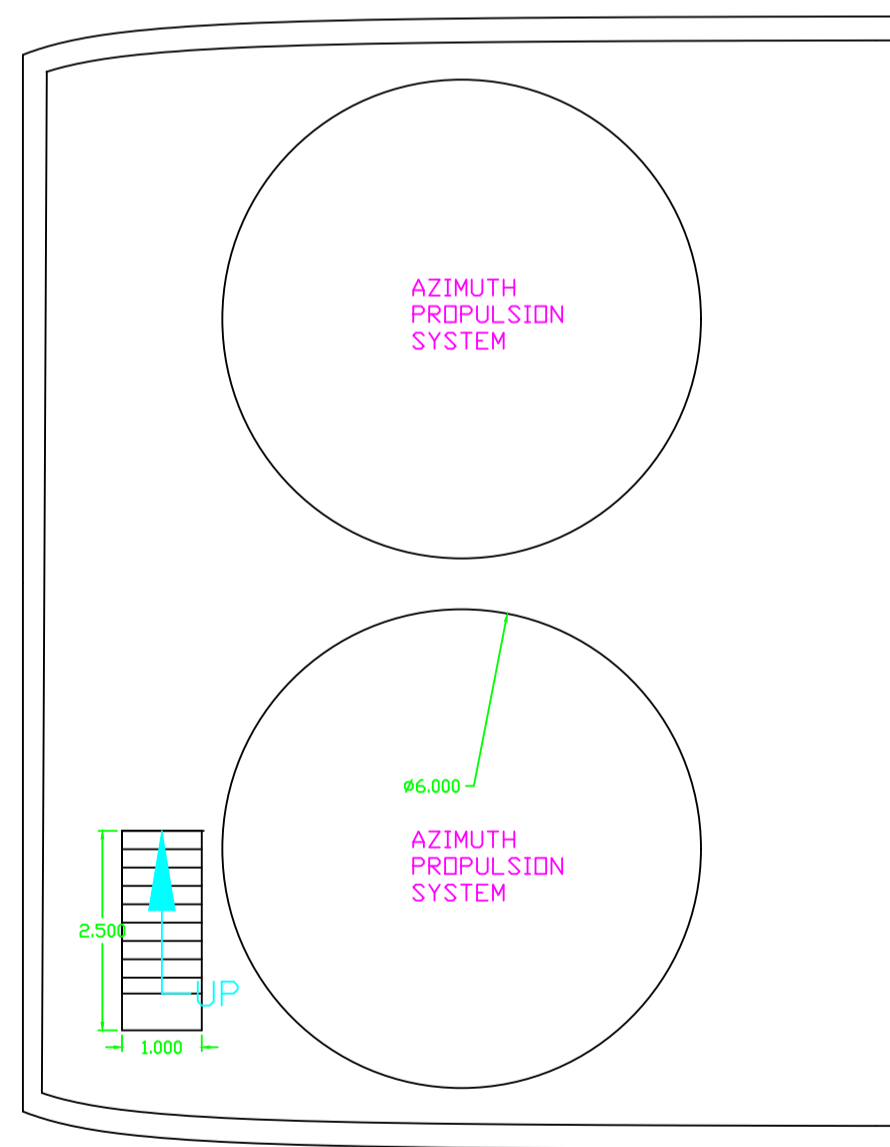 AZIMUTH
PROPULSION
SYSTEM
ø6.000
AZIMUTH
PROPULSION
SYSTEM
2.500
UP
1.000